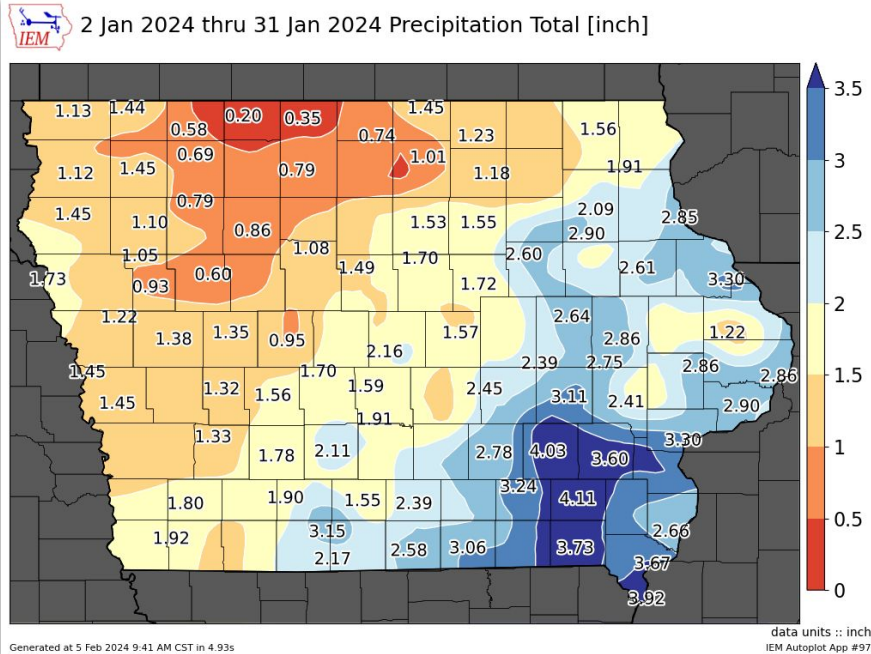 IEM
2 Jan 2024 thru 31 Jan 2024 Precipitation Total [inch]
1.13 1.44 0.58 0.20 0.35 0.74 1.45 1.23 1.56
1.12 1.45 0.69 0.79 1.01 1.18 1.91
1.45 1.10 0.79 0.86 1.08 1.53 1.55 2.09 2.90 2.85
1.73 1.05 0.93 0.60 1.49 1.70 1.72 2.60 2.61 3.30
1.22 1.38 1.35 0.95 2.16 1.57 2.64 2.86 1.22
1.45 1.70 2.39 2.75 2.86 2.86
1.45 1.32 1.56 1.59 2.45 3.11 2.41 2.90
1.91
1.33 1.78 2.11 2.78 4.03 3.60 3.30
1.80 1.90 1.55 2.39 3.24 4.11
1.92 3.15 2.66
2.17 2.58 3.06 3.73 3.67
3.92
3.5
3
2.5
2
1.5
1
0.5
0
data units :: inch
Generated at 5 Feb 2024 9:41 AM CST in 4.93s
IEM Autoplot App #97